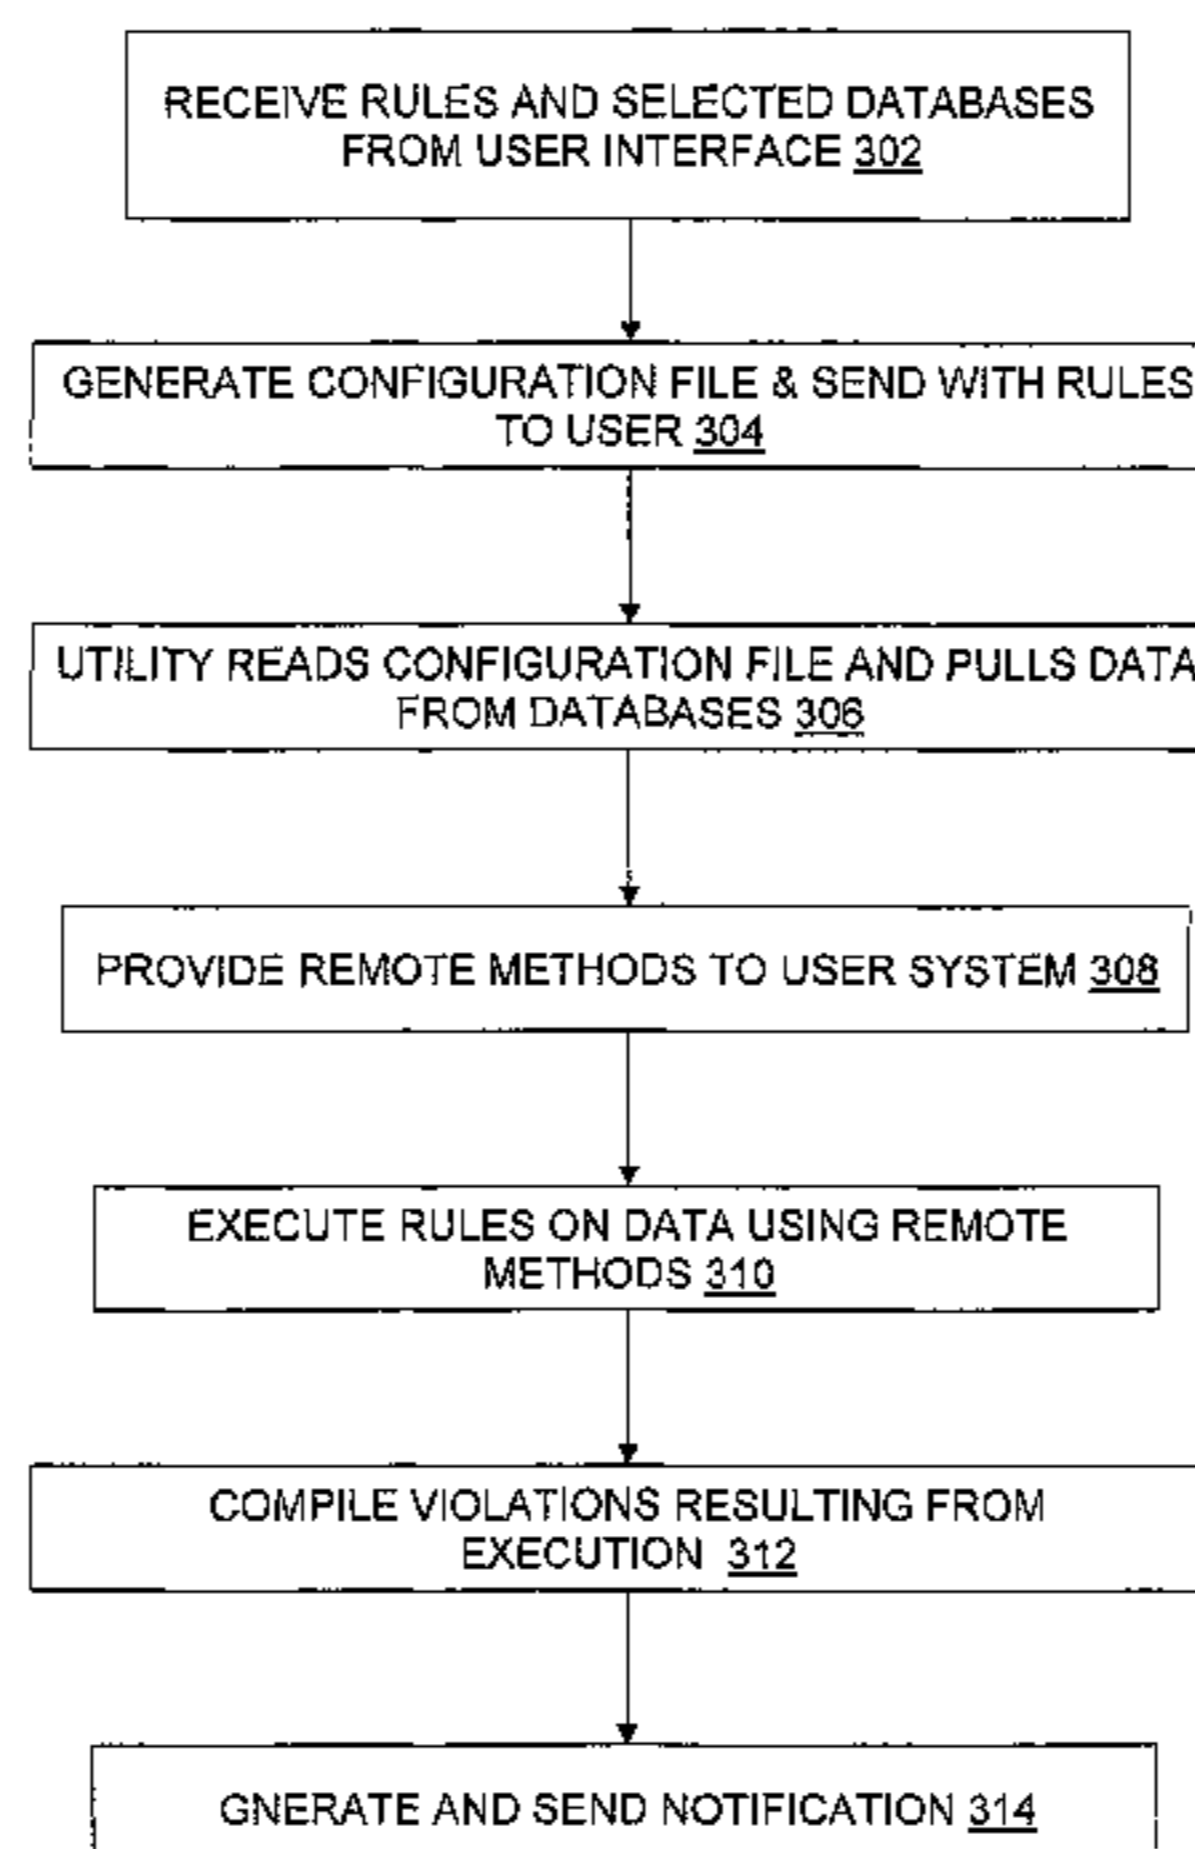 RECEIVE RULES AND SELECTED DATABASES
FROM USER INTERFACE 302
GENERATE CONFIGURATION FILE & SEND WITH RULES
TO USER 304
UTILITY READS CONFIGURATION FILE AND PULLS DATA
FROM DATABASES 306
PROVIDE REMOTE METHODS TO USER SYSTEM 308
EXECUTE RULES ON DATA USING REMOTE
METHODS 310
COMPILE VIOLATIONS RESULTING FROM
EXECUTION 312
GNERATE AND SEND NOTIFICATION 314